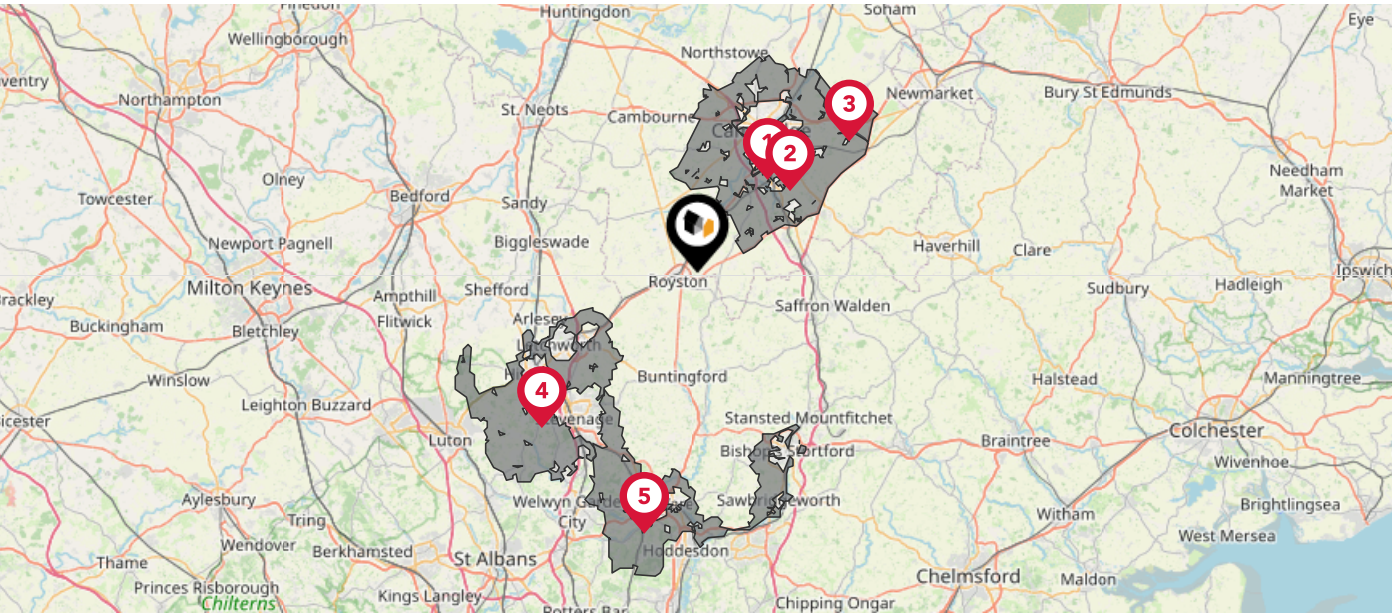 Huntingdon
Soham
Eye
Wellingborough
Northstowe
Northampton
St. Neots
Cambourne
Newmarket
Bury St Edmunds
3
1
2
Needham
Market
Olney
Bedford
Towcester
Sandy
Newport Pagnell
Biggleswade
Haverhill
Clare
Milton Keynes
Shefford
Royston
Ampthill
Flitwick
Saffron Walden
Sudbury
Hadleigh
Ipswich
Brackley
Buckingham
Bletchley
Arlesey
Winslow
4
Buntingford
Halstead
Manningtree
Leighton Buzzard
Stansted Mountfitchet
Luton
Braintree
Colchester
Wivenhoe
Aylesbury
5
Welwyn Garde
City
Brightlingsea
Tring
Witham
West Mersea
Wendover
Berkhamsted
St Albans
Hoddesdon
Thame
Princes Risborough
Chilterns
Kings Langley
Chelmsford
Maldon
Chipping Ongar
Potters Bar